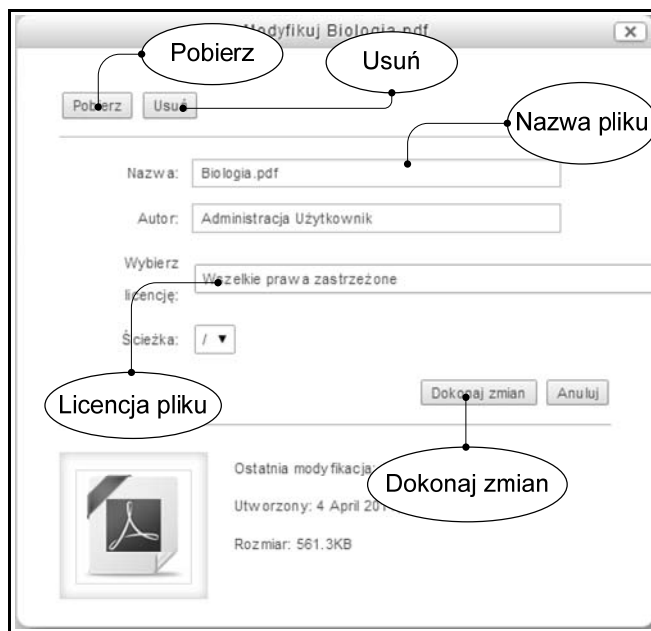 Modyfikuj Biologia.pdf
Pobierz
Usuń
Pobierz Usuń
Nazwa pliku
Nazwa: Biologia.pdf
Autor: Administracja Użytkownik
Wybierz
licencję: Wszelkie prawa zastrzeżone
Ścieżka: /
Licencja pliku
Dokonaj zmian Anuluj
Dokonaj zmian
Ostatnia modyfikacja:
Utworzony: 4 April
Rozmiar: 561.3KB